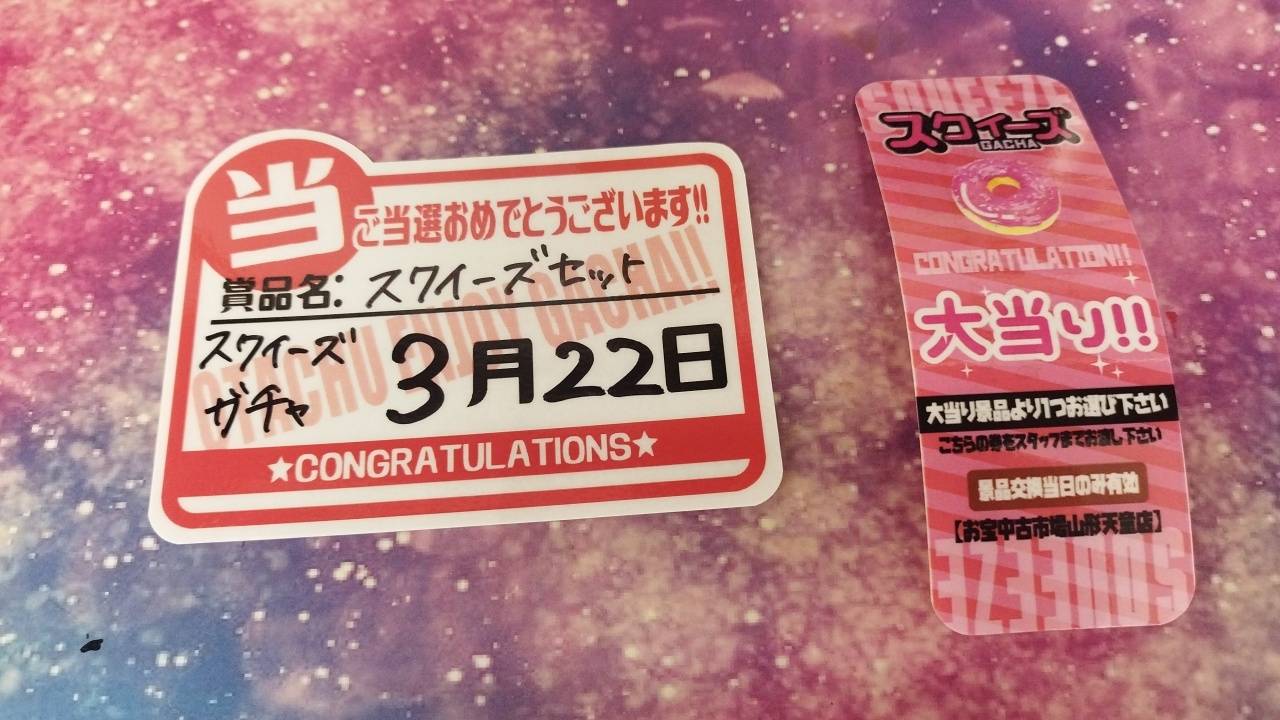 当
ご当選おめでとうございます!!
賞品名: スクイーズセット
スクイーズ
ガチャ
3月22日
ENJOY GACHA!!
★CONGRATULATIONS★
SQUEEZE
スクイーズ
GACHA
CONGRATULATION!!
大当り!!
大当り景品より1つお選び下さい
こちらの券をスタッフまでお渡し下さい
景品交換当日のみ有効
【お宝中古市場山形天童店】
SQUEEZE